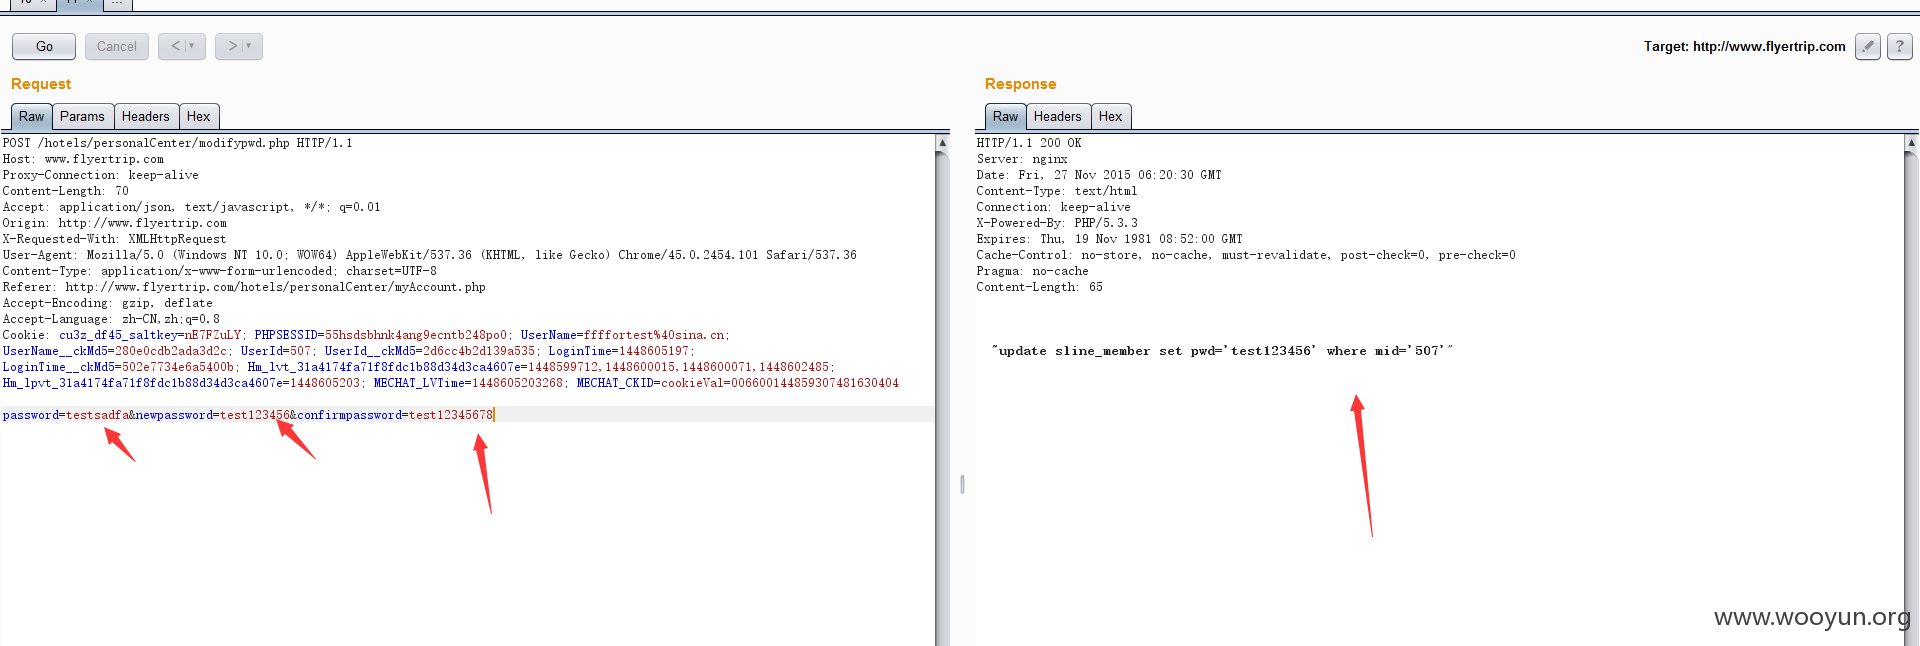 Go
Cancel
<
>
Target: http://www.flyertrip.com
?
Request
Raw Params Headers Hex
POST /hotels/personalCenter/modifypwd.php HTTP/1.1
Host: www.flyertrip.com
Proxy-Connection: keep-alive
Content-Length: 70
Accept: application/json, text/javascript, */*; q=0.01
Origin: http://www.flyertrip.com
X-Requested-With: XMLHttpRequest
User-Agent: Mozilla/5.0 (Windows NT 10.0; WOW64) AppleWebKit/537.36 (KHTML, like Gecko) Chrome/45.0.2454.101 Safari/537.36
Content-Type: application/x-www-form-urlencoded; charset=UTF-8
Referer: http://www.flyertrip.com/hotels/personalCenter/myAccount.php
Accept-Encoding: gzip, deflate
Accept-Language: zh-CN,zh;q=0.8
Cookie: cu3z_df45_saltkey=nE7FZuLY; PHPSESSID=55hsdsbhnk4ang9ecntb248po0; UserName=ffffortest%40sina.cn;
UserName__ckMd5=280e0cdb2ada3d2c; UserId=507; UserId__ckMd5=2d6cc4b2d139a535; LoginTime=1448605197;
LoginTime__ckMd5=502e7734e6a5400b; Hm_lvt_31a4174fa71f8fdc1b88d34d3ca4607e=1448599712,1448600015,1448600071,1448602485;
Hm_lpvt_31a4174fa71f8fdc1b88d34d3ca4607e=1448605203; MECHAT_LVTime=1448605203268; MECHAT_CKID=cookieVal=006600144859307481630404
password=testsadfa&newpassword=test123456&confirmpassword=test12345678
Response
Raw Headers Hex
HTTP/1.1 200 OK
Server: nginx
Date: Fri, 27 Nov 2015 06:20:30 GMT
Content-Type: text/html
Connection: keep-alive
X-Powered-By: PHP/5.3.3
Expires: Thu, 19 Nov 1981 08:52:00 GMT
Cache-Control: no-store, no-cache, must-revalidate, post-check=0, pre-check=0
Pragma: no-cache
Content-Length: 65
"update sline_member set pwd='test123456' where mid='507'"
www.wooyun.org